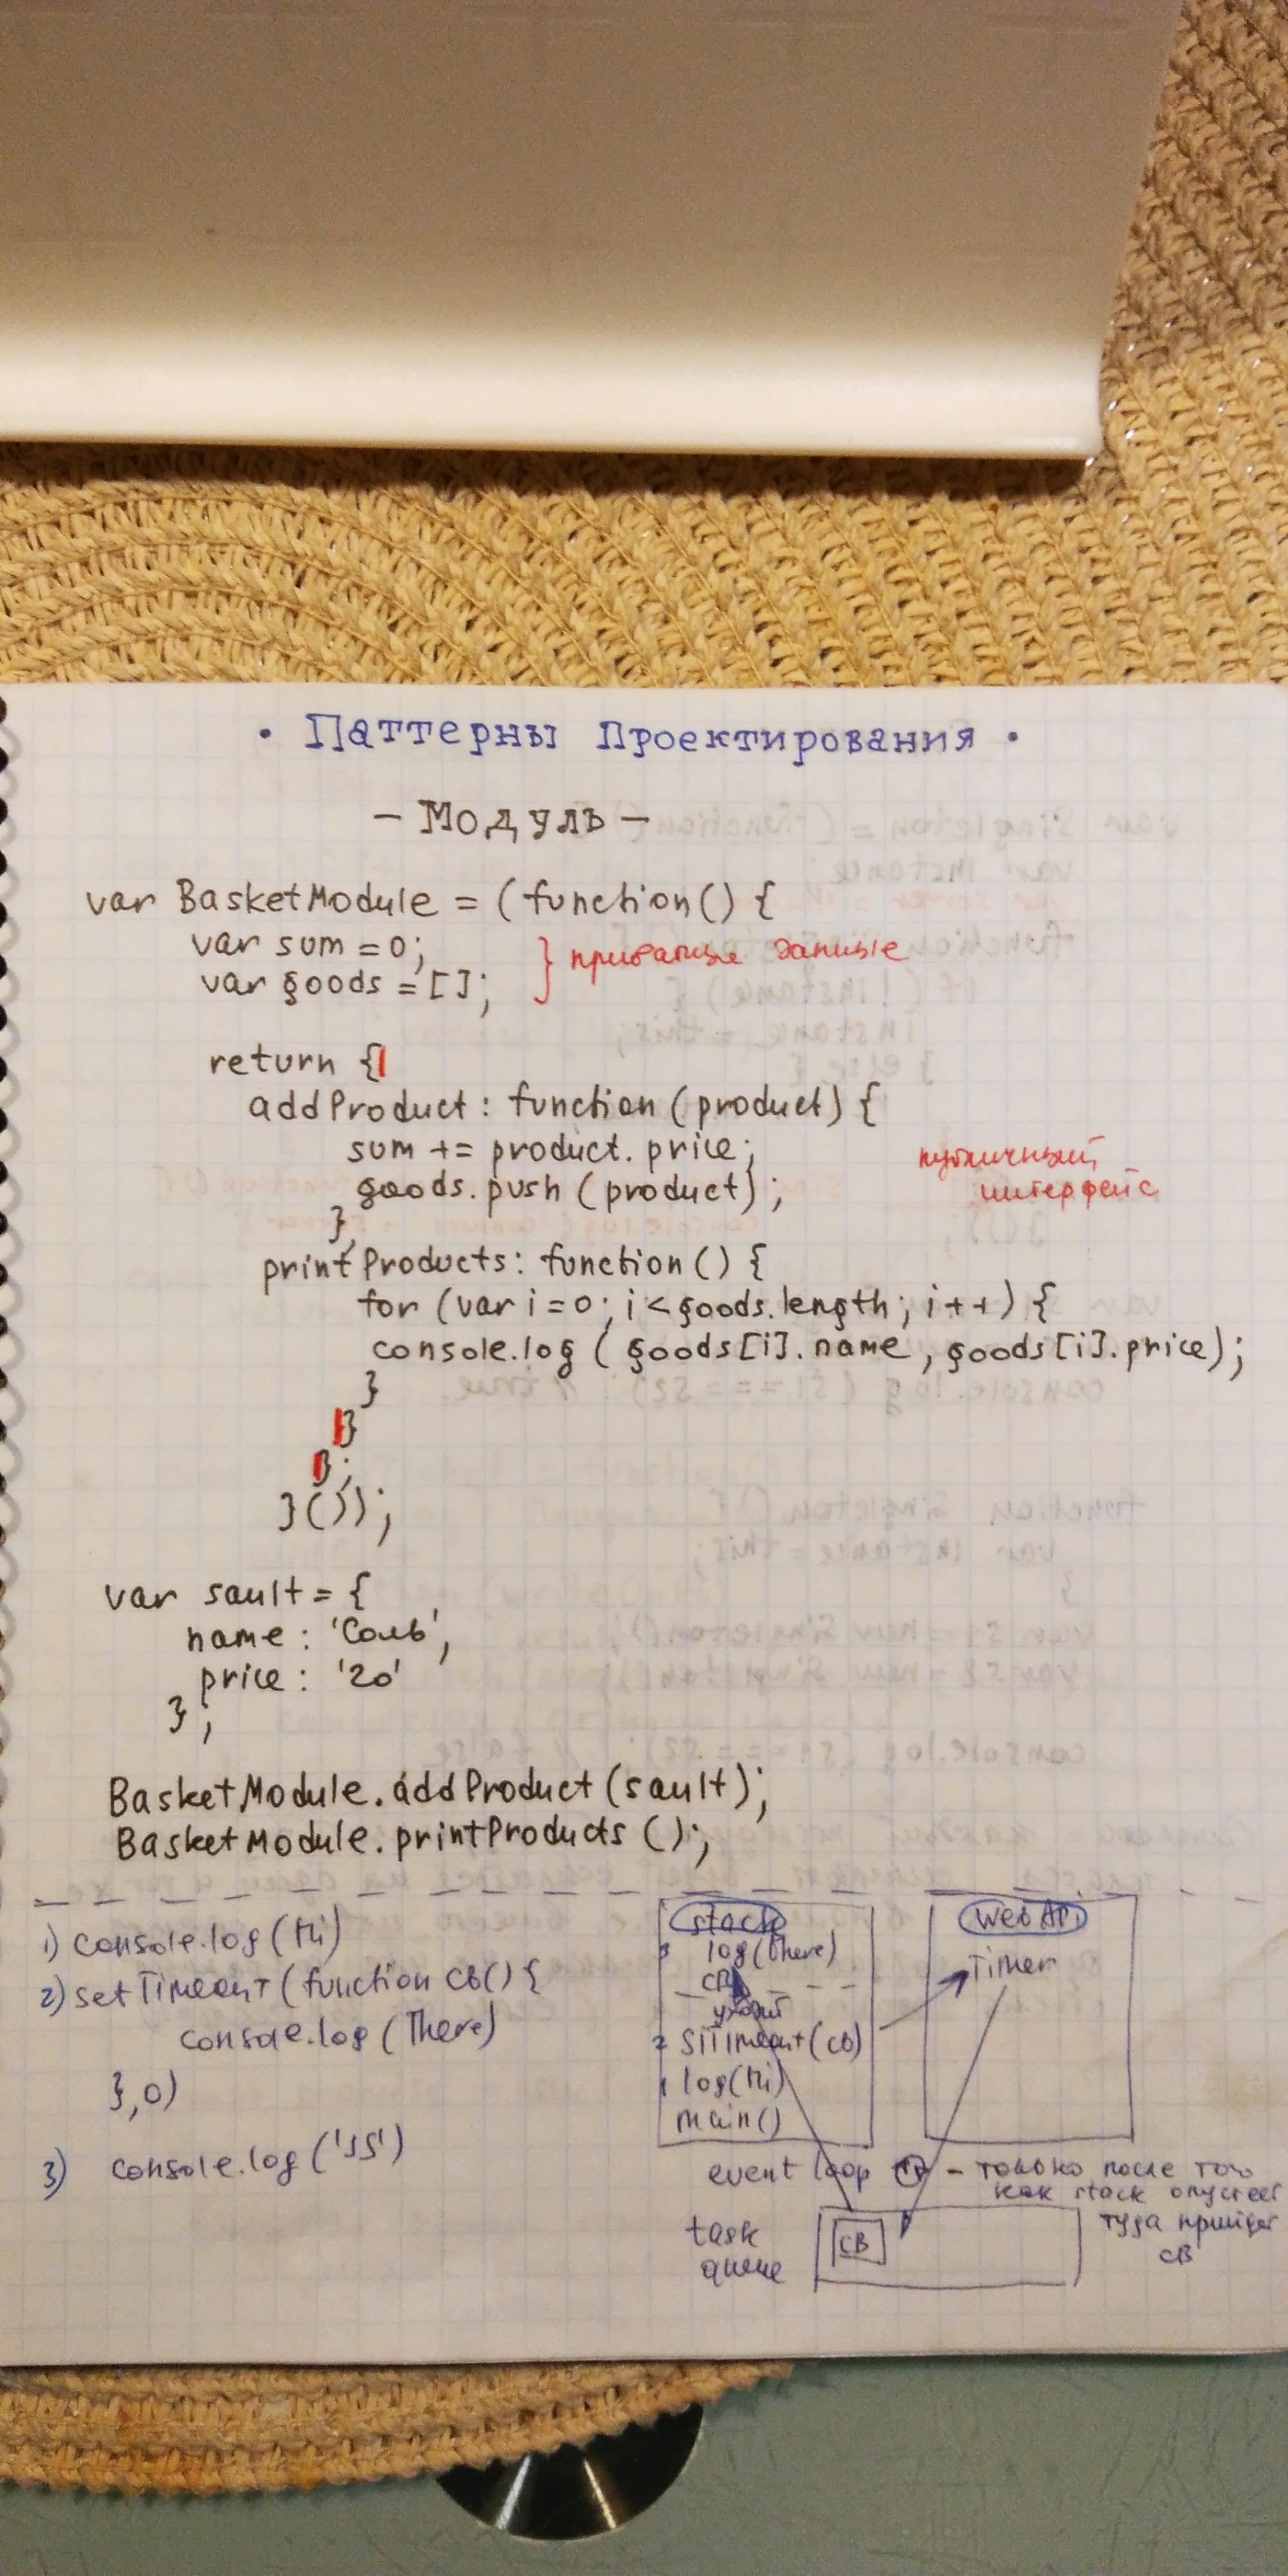 • Паттерны Проектирования •
– Модуль –
var BasketModule = (function() {
var sum = 0;
var goods = [];
} приватные данные
return {
addProduct: function (product) {
sum += product.price;
goods.push (product);
},
публичный
интерфейс
printProducts: function () {
for (var i=0; i<goods.length; i++) {
console.log ( goods[i].name, goods[i].price);
}
}
};
}());
var sault = {
name: 'Соль',
price: '20'
};
BasketModule.addProduct (sault);
BasketModule.printProducts ();
1) console.log (Hi)
2) setTimeout (function cb() {
console.log (There)
}, 0)
3) console.log ('JS')
stack
3 log(there)
CB
уходит
2 STimeout (cb)
1 log(Hi)
main()
Web APi
Timer
event loop – только после того
как stack опустеет
туда придёт
CB
task
queue
CB